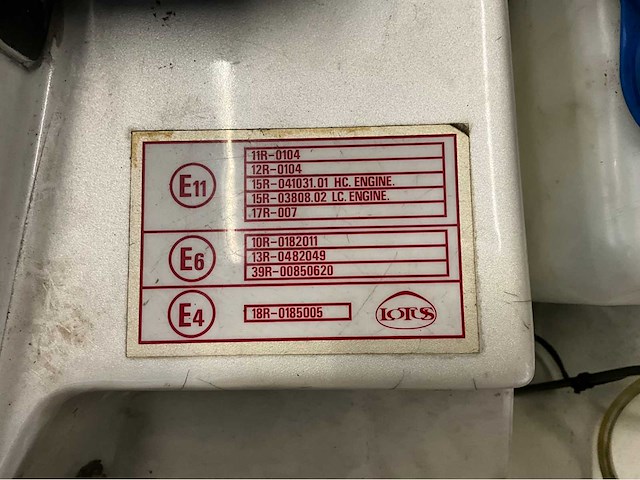 E11
11R-0104
12R-0104
15R-041031.01 HC. ENGINE.
15R-03808.02 LC. ENGINE.
17R-007
E6
10R-0182011
13R-0482049
39R-00850620
E4
18R-0185005
LOTUS